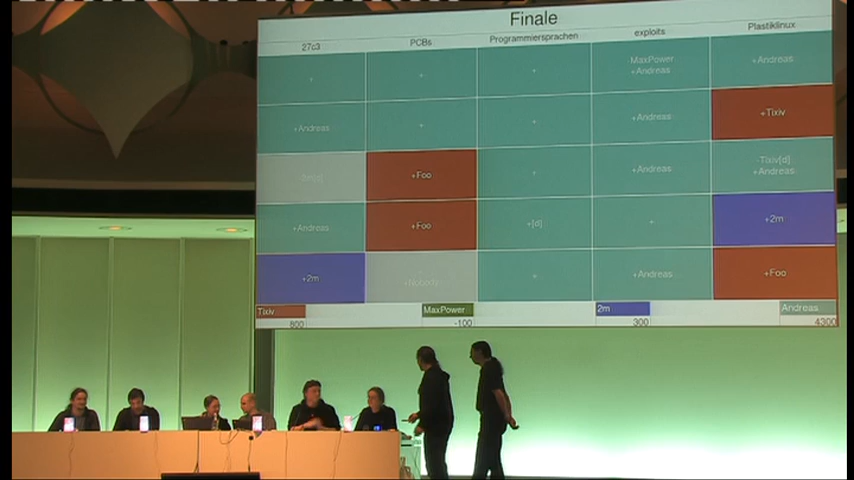 Finale
27c3
PCBs
Programmiersprachen
exploits
Plastiklinux
+
+
+
-MaxPower
+Andreas
+Andreas
+Andreas
+
+
+Andreas
+Tixiv
+Foo
+
+Andreas
-Tixiv[d]
+Andreas
+Andreas
+Foo
+[d]
+
+2m
+2m
+Nobody
+
+Andreas
+Foo
Tixiv
MaxPower
2m
Andreas
800
-100
300
4300